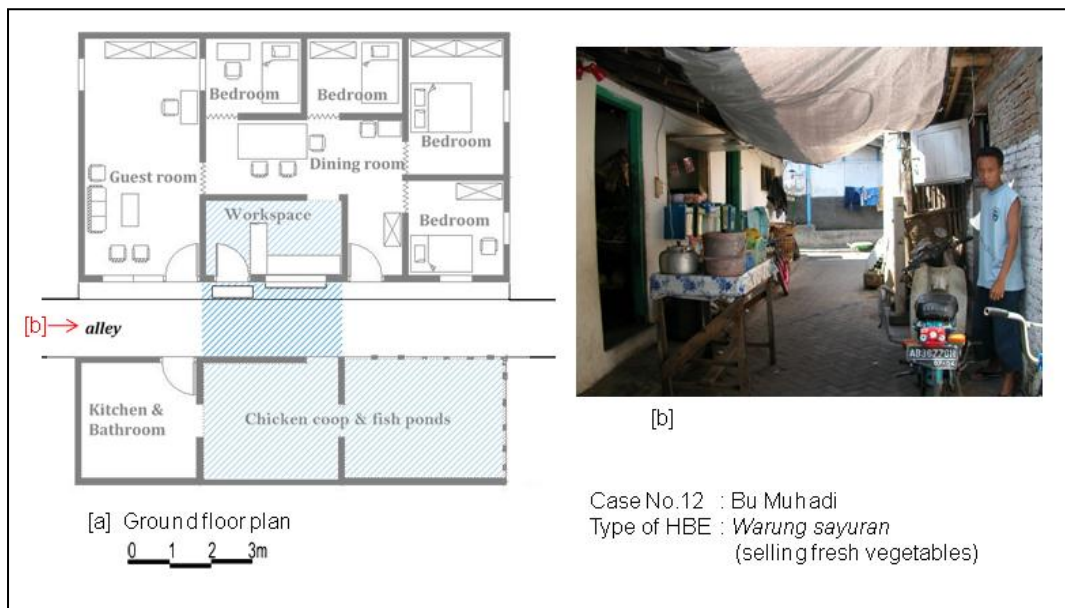 Bedroom
Bedroom
Bedroom
Guest room
Dining room
Workspace
Bedroom
[b]
alley
Kitchen &
Bathroom
Chicken coop & fish ponds
[a] Ground floor plan
0 1 2 3m
[b]
Case No.12 : Bu Muhadi
Type of HBE : Warung sayuran
(selling fresh vegetables)